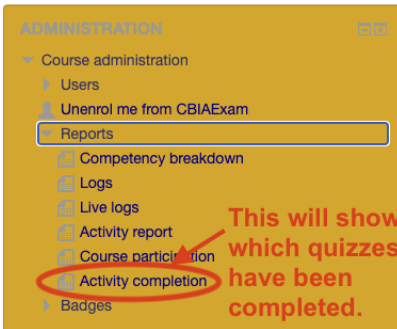 ADMINISTRATION
Course administration
Users
Unenrol me from CBIAExam
Reports
Competency breakdown
Logs
Live logs
Activity report
Course participation
Activity completion
Badges
This will show
which quizzes
have been
completed.